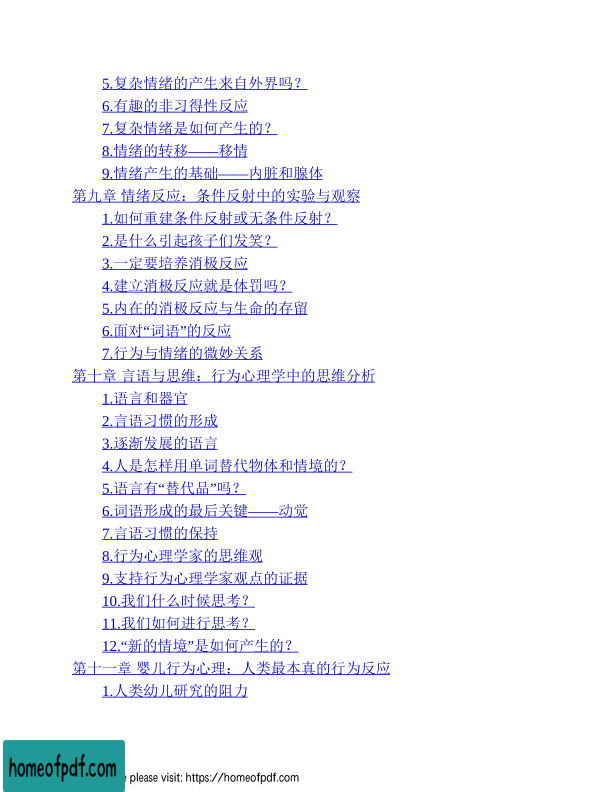 5.复杂情绪的产生来自外界吗？
6.有趣的非习得性反应
7.复杂情绪是如何产生的？
8.情绪的转移——移情
9.情绪产生的基础——内脏和腺体
第九章 情绪反应：条件反射中的实验与观察
1.如何重建条件反射或无条件反射？
2.是什么引起孩子们发笑？
3.一定要培养消极反应
4.建立消极反应就是体罚吗？
5.内在的消极反应与生命的存留
6.面对“词语”的反应
7.行为与情绪的微妙关系
第十章 言语与思维：行为心理学中的思维分析
1.语言和器官
2.言语习惯的形成
3.逐渐发展的语言
4.人是怎样用单词替代物体和情境的？
5.语言有“替代品”吗？
6.词语形成的最后关键——动觉
7.言语习惯的保持
8.行为心理学家的思维观
9.支持行为心理学家观点的证据
10.我们什么时候思考？
11.我们如何进行思考？
12.“新的情境”是如何产生的？
第十一章 婴儿行为心理：人类最本真的行为反应
1.人类幼儿研究的阻力
homeofpdf.com please visit: https://homeofpdf.com